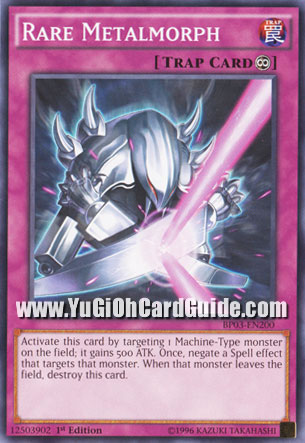 RARE METALMORPH
TRAP
罠
[TRAP CARD∞]
www.YuGiOhCardGuide.com
BP03-EN200
Activate this card by targeting 1 Machine-Type monster
on the field; it gains 500 ATK. Once, negate a Spell effect
that targets that monster. When that monster leaves the
field, destroy this card.
12503902 1st Edition ©1996 KAZUKI TAKAHASHI